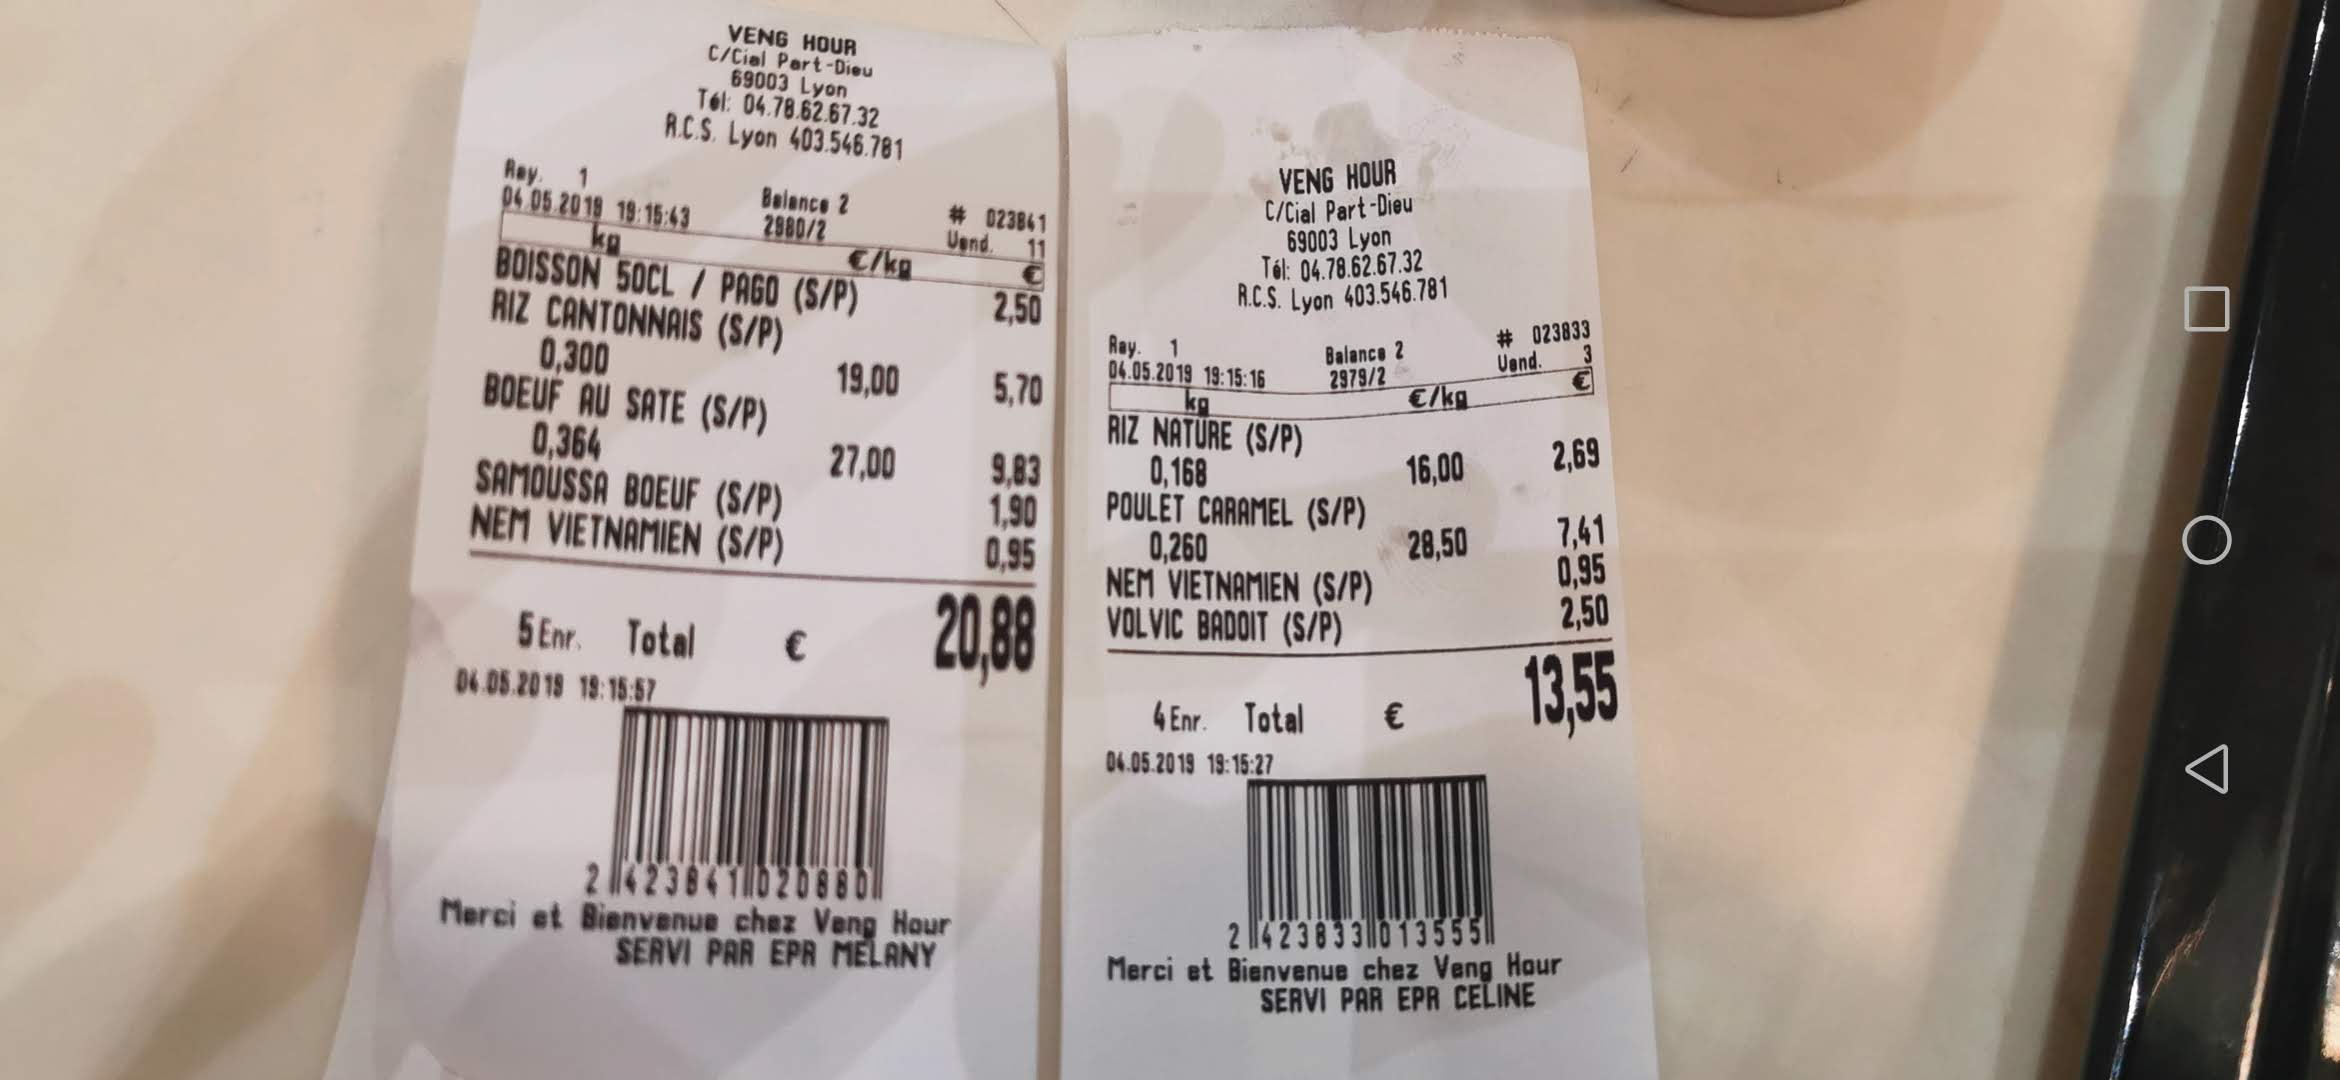 VENG HOUR
C/Cial Part-Dieu
69003 Lyon
Tél: 04.78.62.67.32
R.C.S. Lyon 403.546.781
Ray. 1 Balance 2 # 023841
04.05.2019 19:15:43 2980/2 Vend. 11
kg €/kg €
BOISSON 50CL / PAGO (S/P) 2,50
RIZ CANTONNAIS (S/P)
0,300 19,00 5,70
BOEUF AU SATE (S/P)
0,364 27,00 9,83
SAMOUSSA BOEUF (S/P) 1,90
NEM VIETNAMIEN (S/P) 0,95
5 Enr. Total € 20,88
04.05.2019 19:15:57
2 423841 020880
Merci et Bienvenue chez Veng Hour
SERVI PAR EPR MELANY
VENG HOUR
C/Cial Part-Dieu
69003 Lyon
Tél: 04.78.62.67.32
R.C.S. Lyon 403.546.781
Ray. 1 Balance 2 # 023833
04.05.2019 19:15:16 2979/2 Vend. 3
kg €/kg €
RIZ NATURE (S/P)
0,168 16,00 2,69
POULET CARAMEL (S/P)
0,260 28,50 7,41
NEM VIETNAMIEN (S/P) 0,95
VOLVIC BADOIT (S/P) 2,50
4 Enr. Total € 13,55
04.05.2019 19:15:27
2 423833 013555
Merci et Bienvenue chez Veng Hour
SERVI PAR EPR CELINE